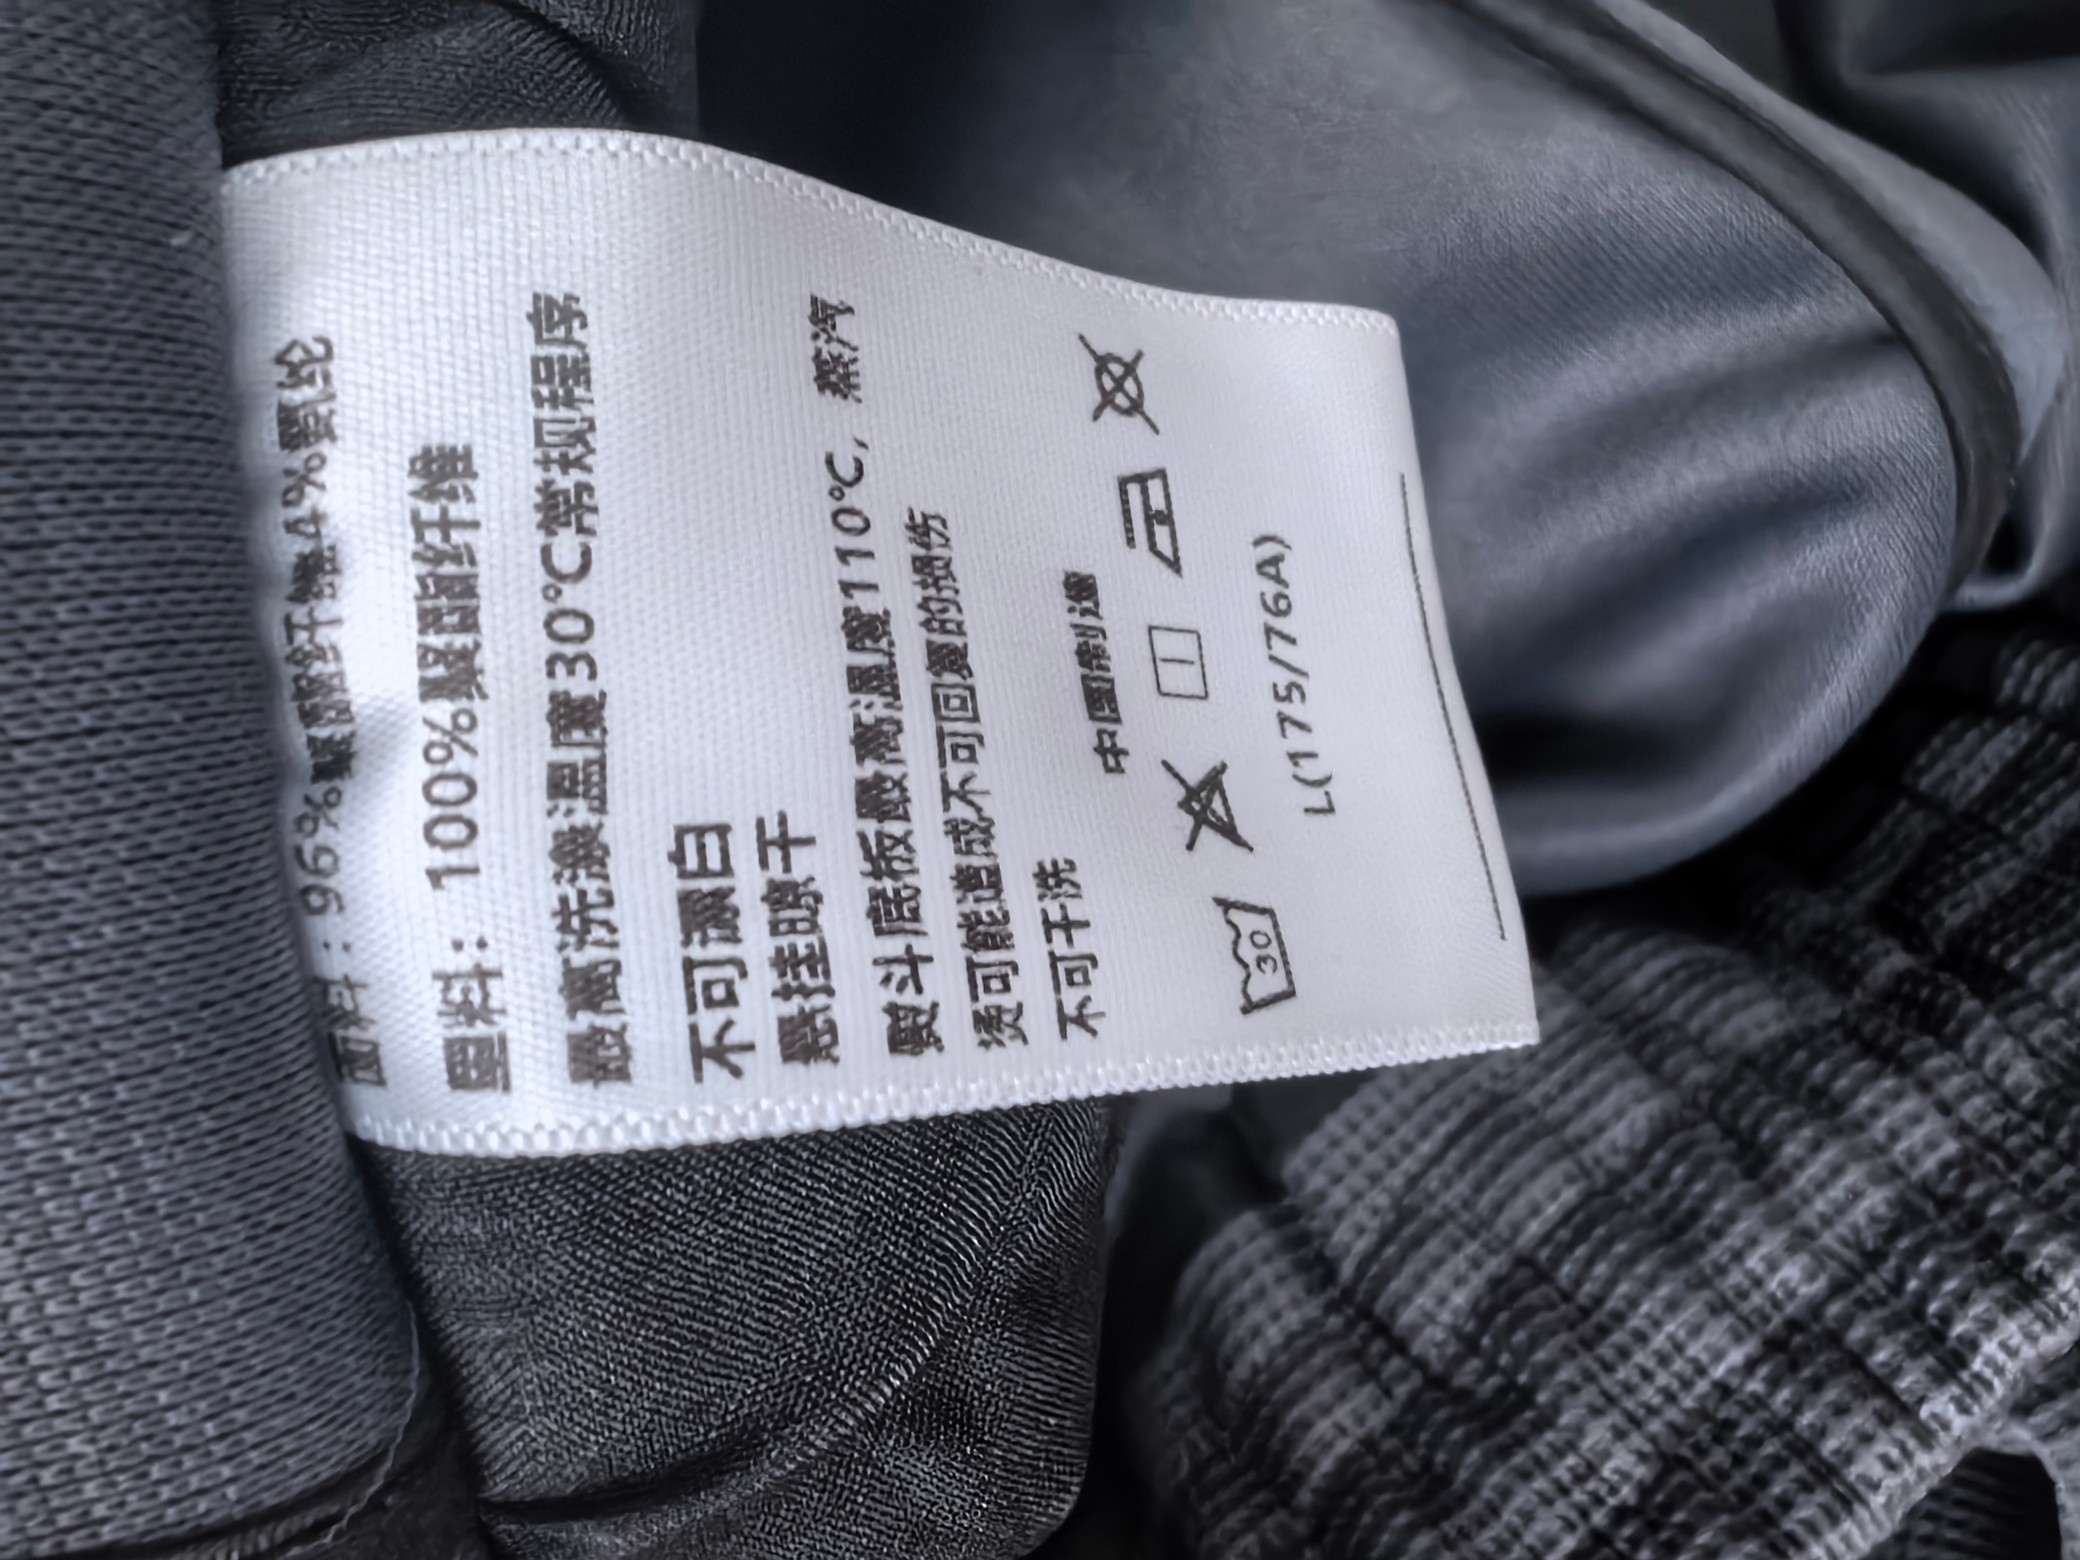 面料：96%聚酯纤维4%氨纶
里料：100%聚酯纤维
最高洗涤温度30℃常规程序
不可漂白
悬挂晾干
熨斗底板最高温度110℃，蒸汽
烫可能造成不可回复的损伤
不可干洗
中国制造
30
L(175/76A)